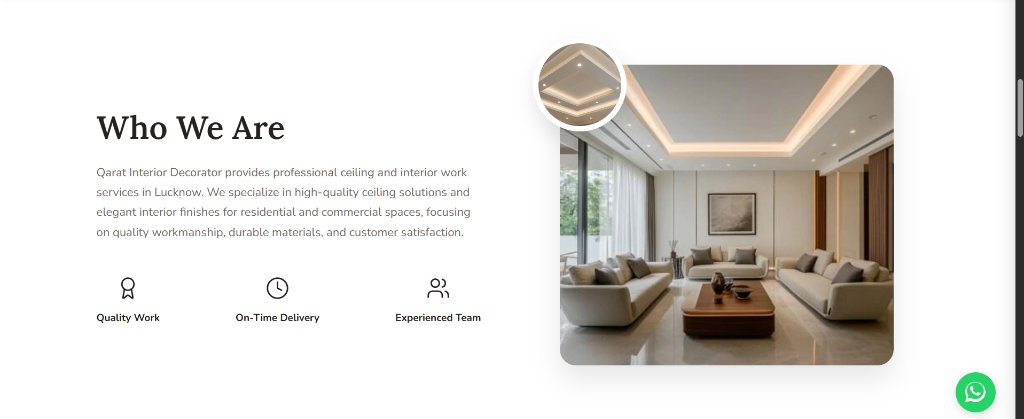 Who We Are
Qarat Interior Decorator provides professional ceiling and interior work
services in Lucknow. We specialize in high-quality ceiling solutions and
elegant interior finishes for residential and commercial spaces, focusing
on quality workmanship, durable materials, and customer satisfaction.
Quality Work
On-Time Delivery
Experienced Team